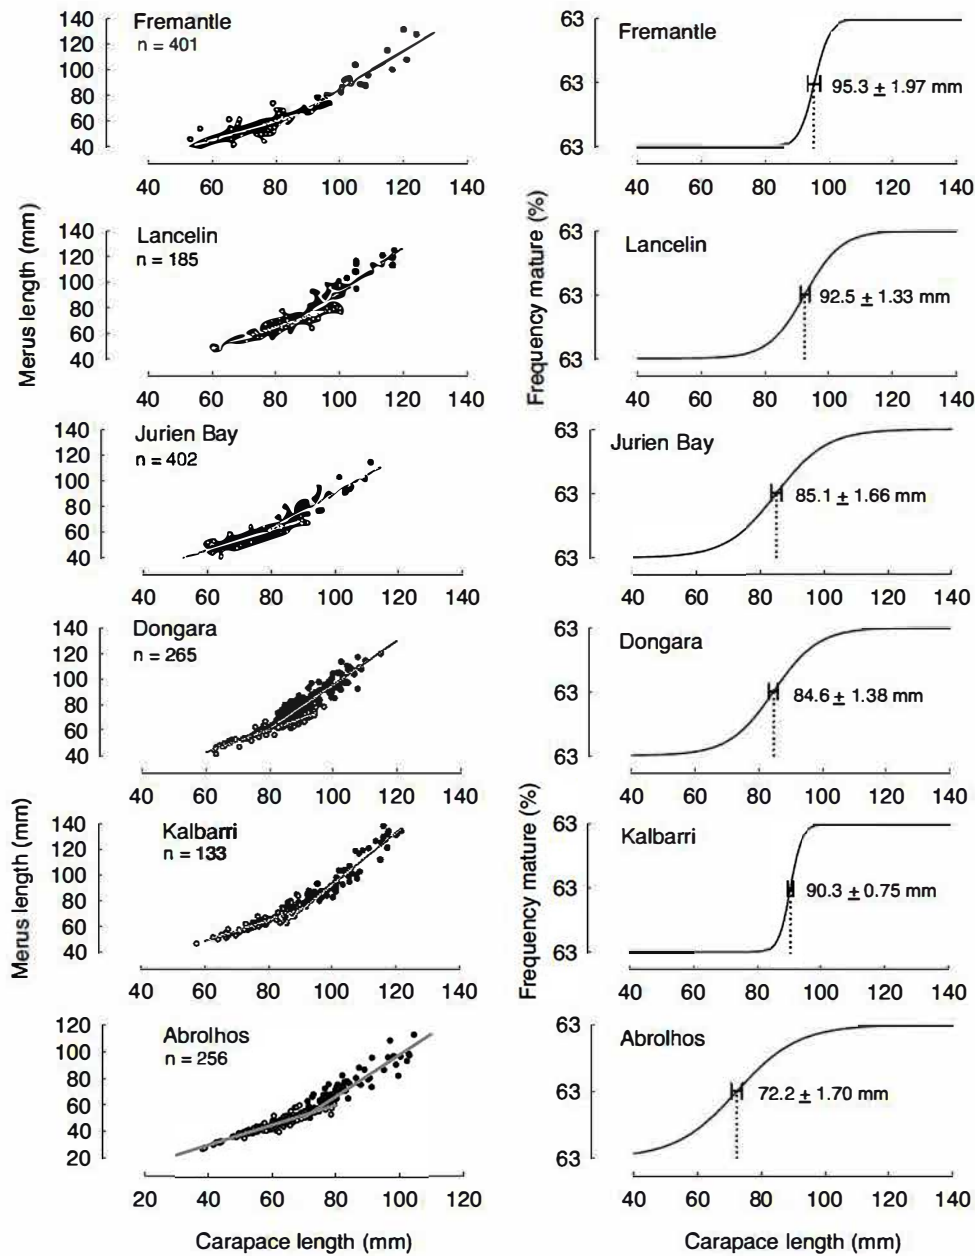 140
120
100
80
60
40
Fremantle
n = 401
40 60 80 100 120 140
63
63
63
Fremantle
95.3 ± 1.97 mm
40 60 80 100 120 140
Merus length (mm)
140
120
100
80
60
40
Lancelin
n = 185
40 60 80 100 120 140
Frequency mature (%)
63
63
63
Lancelin
92.5 ± 1.33 mm
40 60 80 100 120 140
140
120
100
80
60
40
Jurien Bay
n = 402
40 60 80 100 120 140
63
63
63
Jurien Bay
85.1 ± 1.66 mm
40 60 80 100 120 140
140
120
100
80
60
40
Dongara
n = 265
40 60 80 100 120 140
63
63
63
Dongara
84.6 ± 1.38 mm
40 60 80 100 120 140
Merus length (mm)
140
120
100
80
60
40
Kalbarri
n = 133
40 60 80 100 120 140
Frequency mature (%)
63
63
63
Kalbarri
90.3 ± 0.75 mm
40 60 80 100 120 140
120
100
80
60
40
20
Abrolhos
n = 256
20 40 60 80 100 120
Carapace length (mm)
63
63
63
Abrolhos
72.2 ± 1.70 mm
40 60 80 100 120 140
Carapace length (mm)